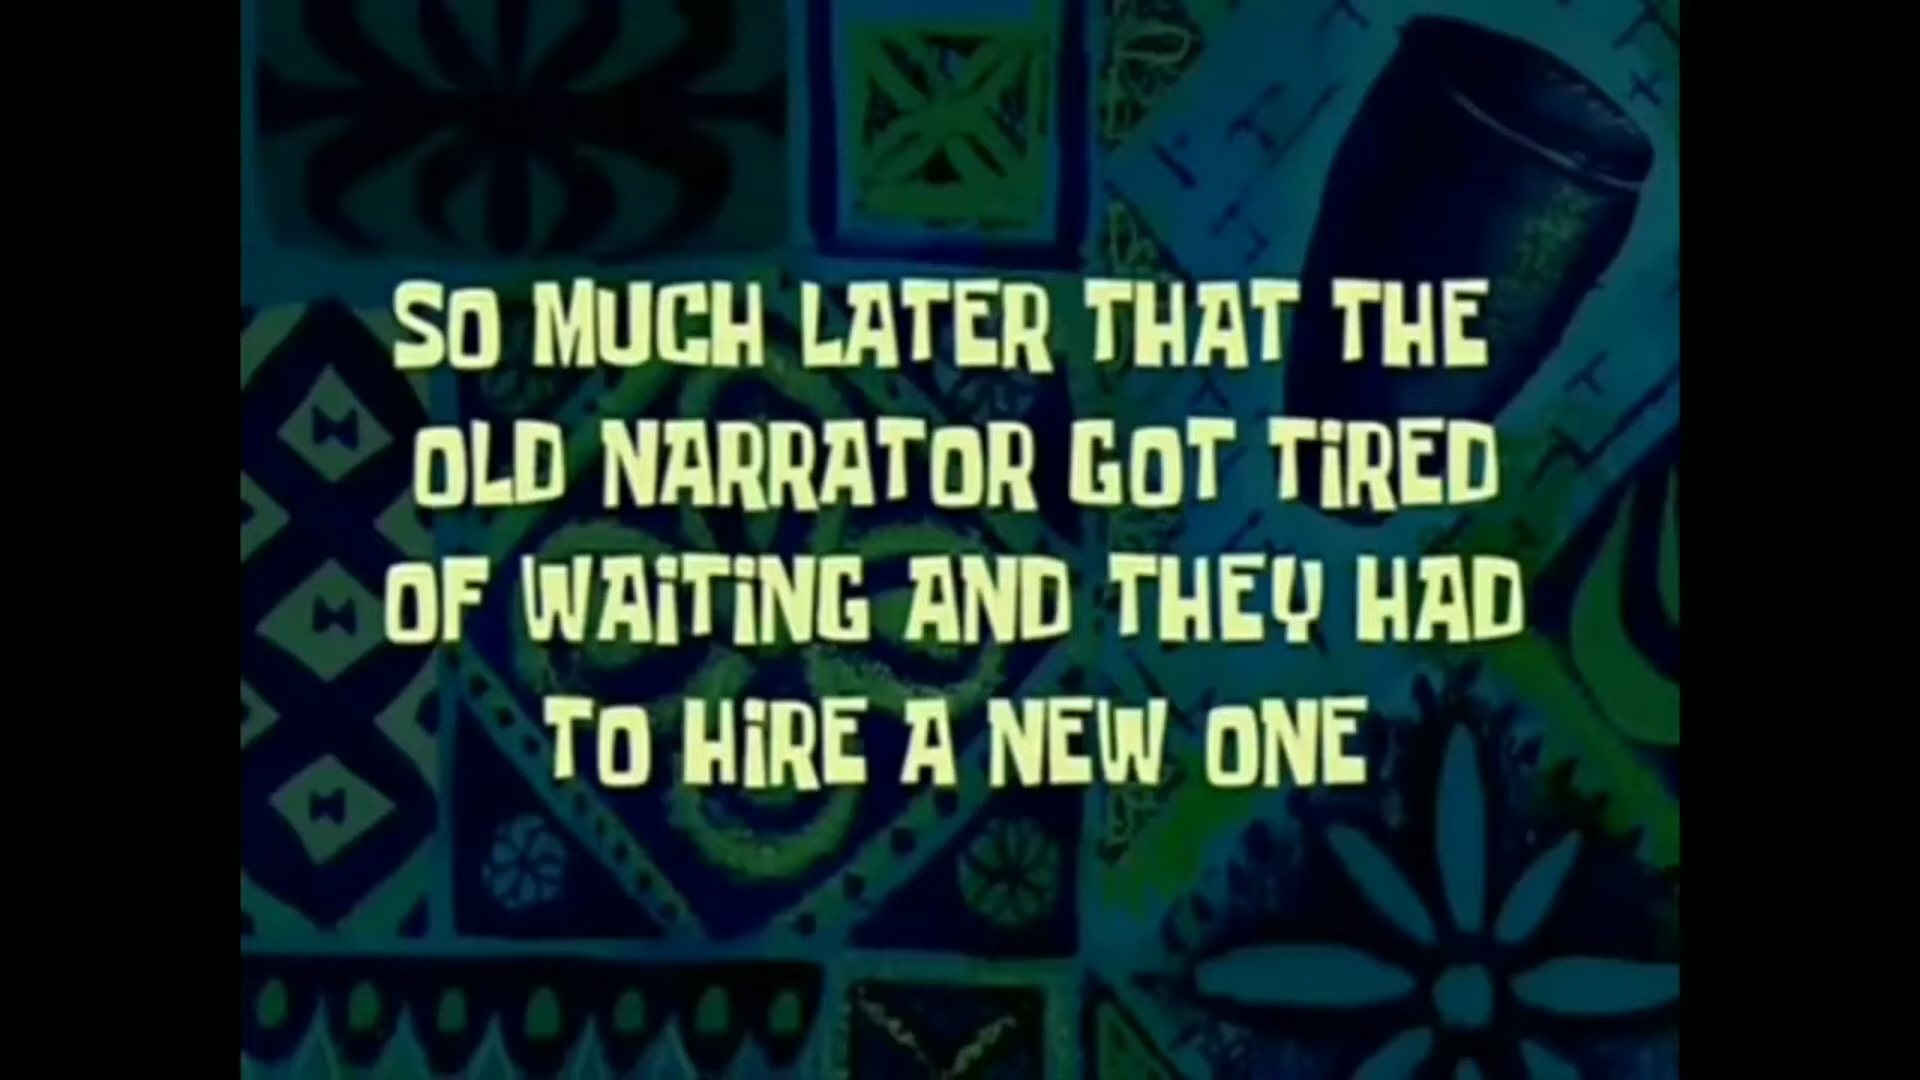 SO MUCH LATER THAT THE
OLD NARRATOR GOT TiRED
OF WAiTiNG AND THEY HAD
TO HiRE A NEW ONE